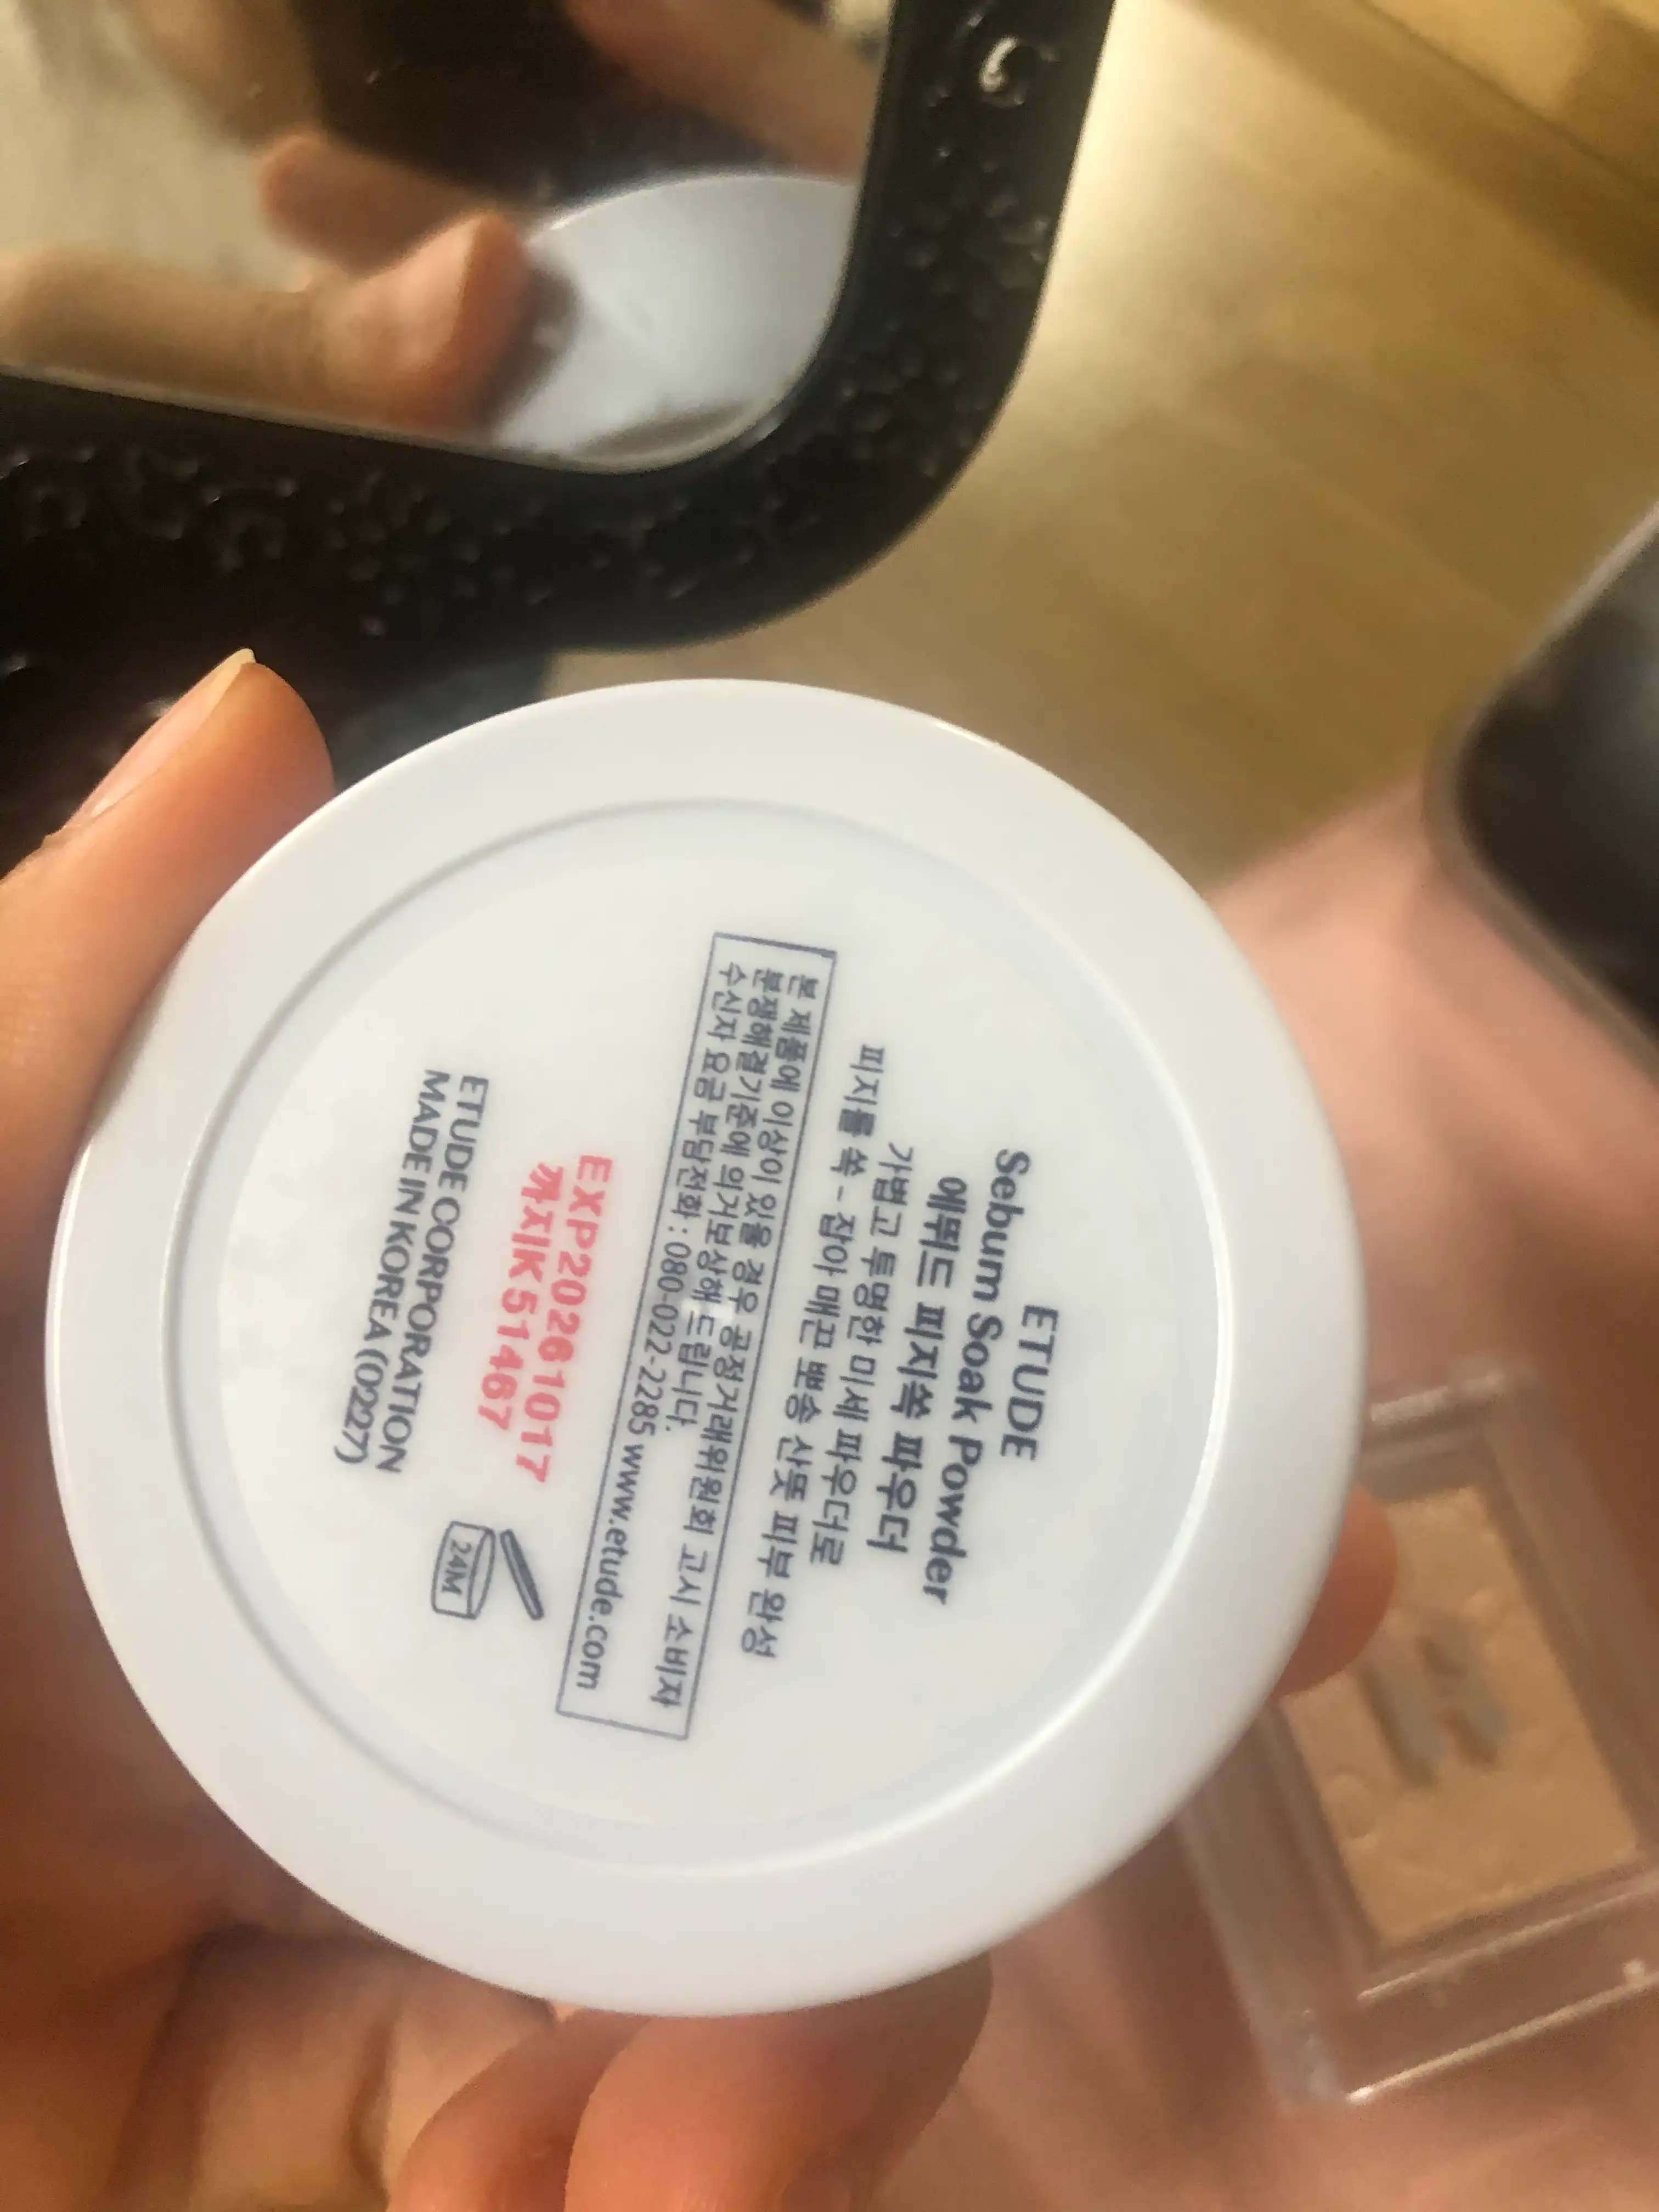 ETUDE
Sebum Soak Powder
에뛰드 피지쏙 파우더
가볍고 투명한 미세 파우더로
피지를 쏙 - 잡아 매끈 뽀송 산뜻 피부 완성
본 제품에 이상이 있을 경우 공정거래위원회 고시 소비자
분쟁해결기준에 의거보상해 드립니다.
수신자 요금 부담전화 : 080-022-2285 www.etude.com
EXP20261017
까지K51467
ETUDE CORPORATION
MADE IN KOREA (0227)
24M